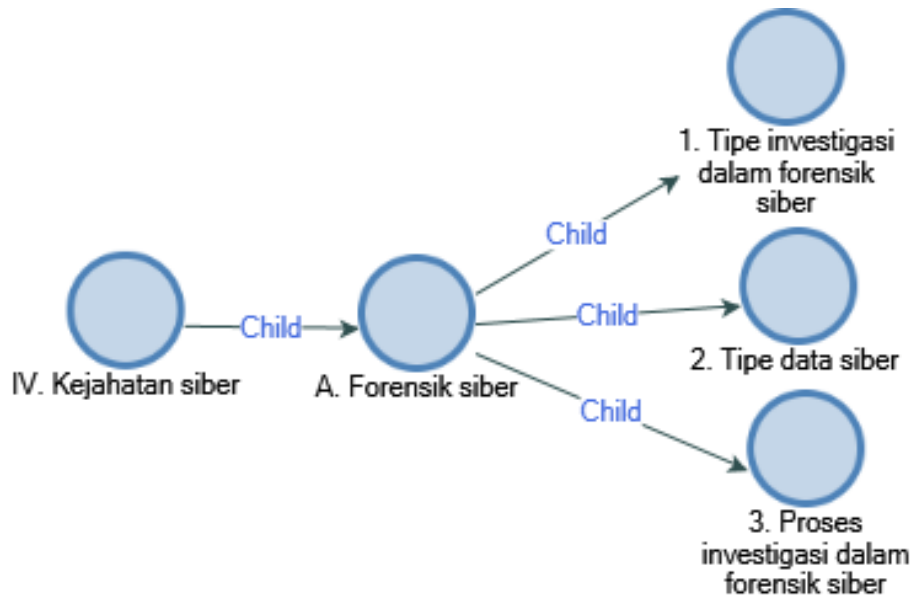 1. Tipe investigasi
dalam forensik
siber
Child
Child
Child
2. Tipe data siber
IV. Kejahatan siber
A. Forensik siber
Child
3. Proses
investigasi dalam
forensik siber